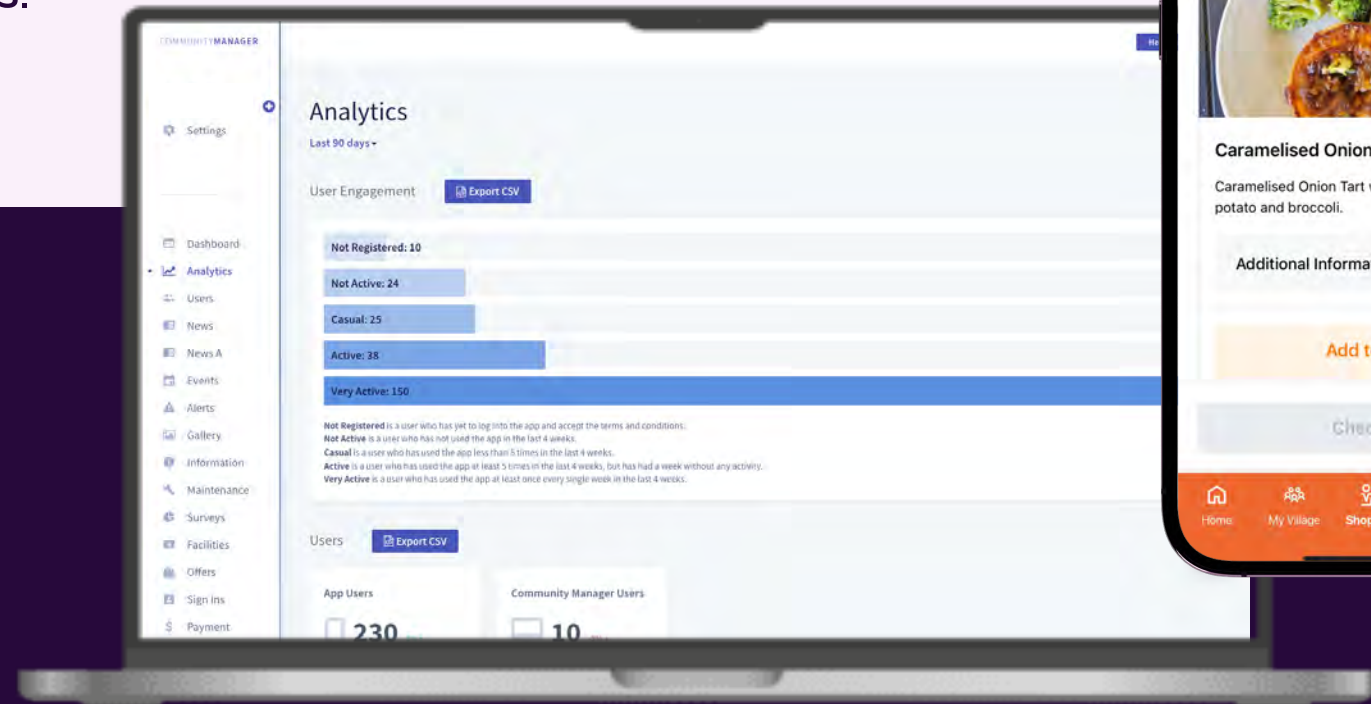 s.
COMMUNITYMANAGER
He
Settings
Analytics
Last 90 days
User Engagement
Export CSV
Dashboard
Analytics
Users
News
News A
Events
Alerts
Gallery
Information
Maintenance
Surveys
Facilities
Offers
Sign ins
Payment
Not Registered: 10
Not Active: 24
Casual: 25
Active: 38
Very Active: 150
Not Registered is a user who has yet to log into the app and accept the terms and conditions.
Not Active is a user who has not used the app in the last 4 weeks.
Casual is a user who has used the app less than 5 times in the last 4 weeks.
Active is a user who has used the app at least 5 times in the last 4 weeks, but has had a week without any activity.
Very Active is a user who has used the app at least once every single week in the last 4 weeks.
Users
Export CSV
App Users
230
Community Manager Users
10
Caramelised Onion
Caramelised Onion Tart
potato and broccoli.
Additional Informa
Add t
Chec
Home
My Village
Shop